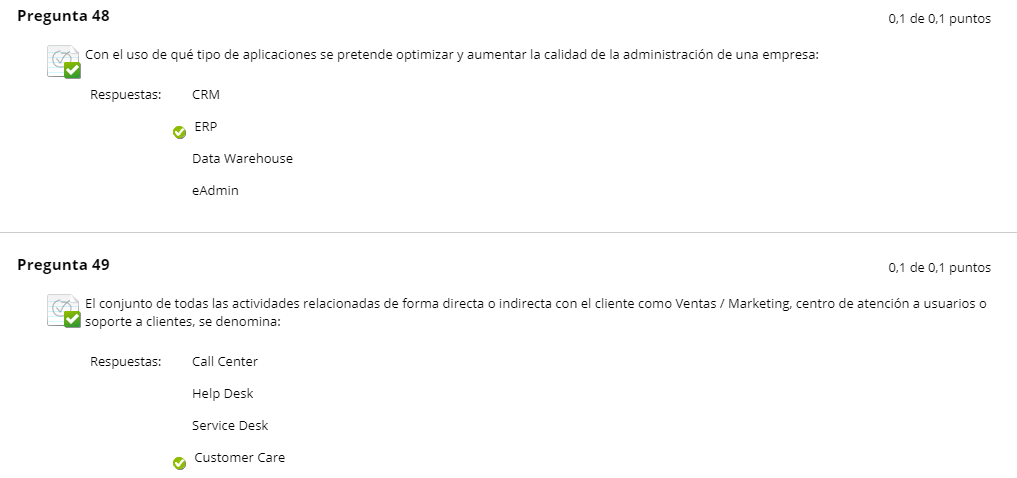 Pregunta 48
0,1 de 0,1 puntos
Con el uso de qué tipo de aplicaciones se pretende optimizar y aumentar la calidad de la administración de una empresa:
Respuestas:
CRM
ERP
Data Warehouse
eAdmin
Pregunta 49
0,1 de 0,1 puntos
El conjunto de todas las actividades relacionadas de forma directa o indirecta con el cliente como Ventas / Marketing, centro de atención a usuarios o
soporte a clientes, se denomina:
Respuestas:
Call Center
Help Desk
Service Desk
Customer Care